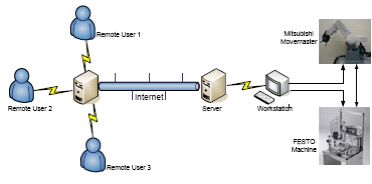 Remote User 1
Mitsubishi
Movemaster
Remote User 2
Internet
Server
Workstation
FESTO
Machine
Remote User 3